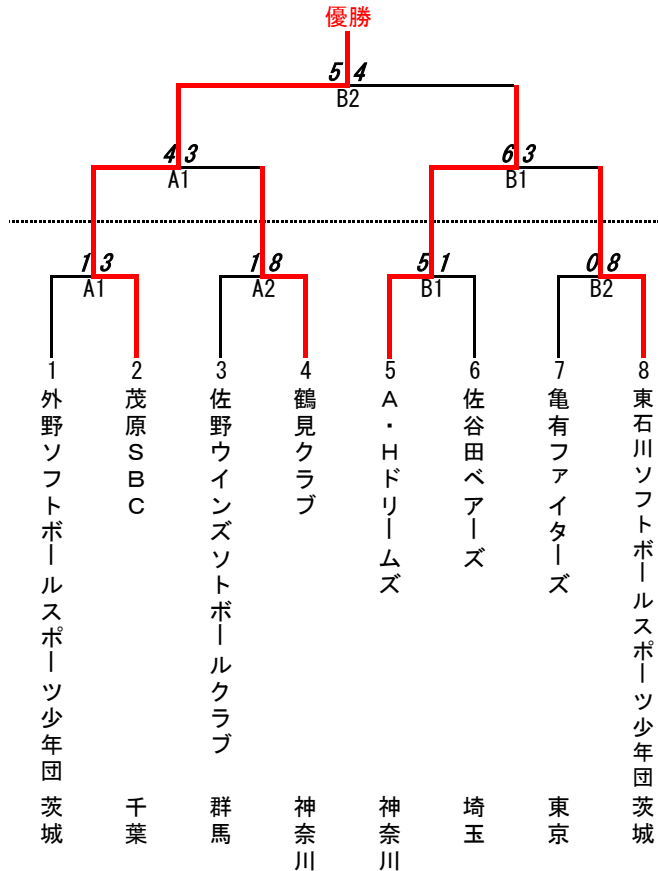 優勝
5 4
B2
4 3
A1
6 3
B1
1 3
A1
1 8
A2
5 1
B1
0 8
B2
1
2
3
4
5
6
7
8
外野ソフトボールスポーツ少年団
茂原SBC
佐野ウインズソトボールクラブ
鶴見クラブ
A・Hドリームズ
佐谷田ベアーズ
亀有ファイターズ
東石川ソフトボールスポーツ少年団
茨城
千葉
群馬
神奈川
神奈川
埼玉
東京
茨城